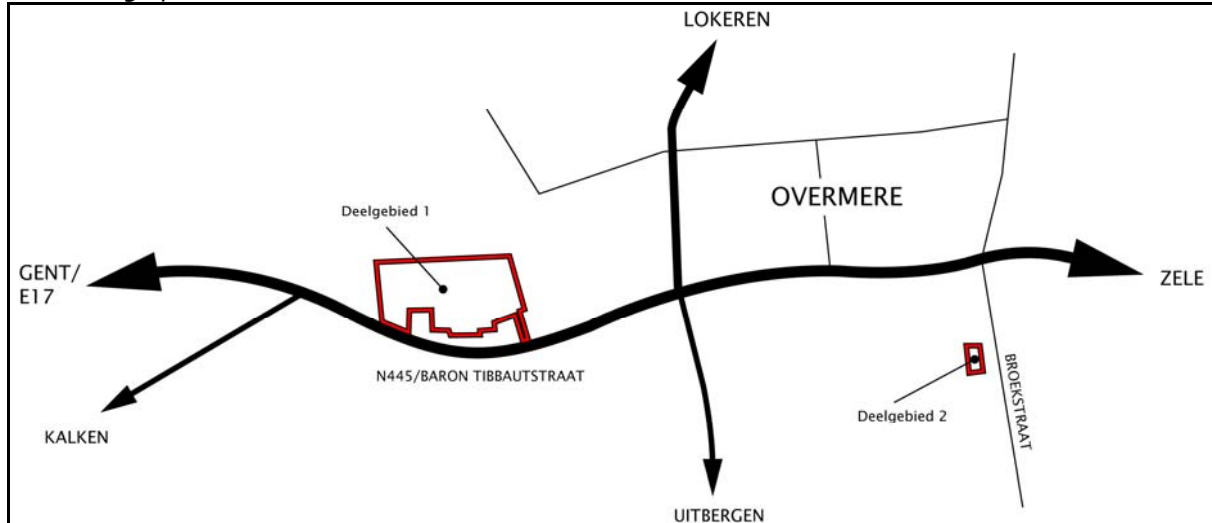 LOKEREN
OVERMERE
Deelgebied 1
GENT/
E17
ZELE
N445/BARON TIBBAUTSTRAAT
BROEKSTRAAT
Deelgebied 2
KALKEN
UITBERGEN